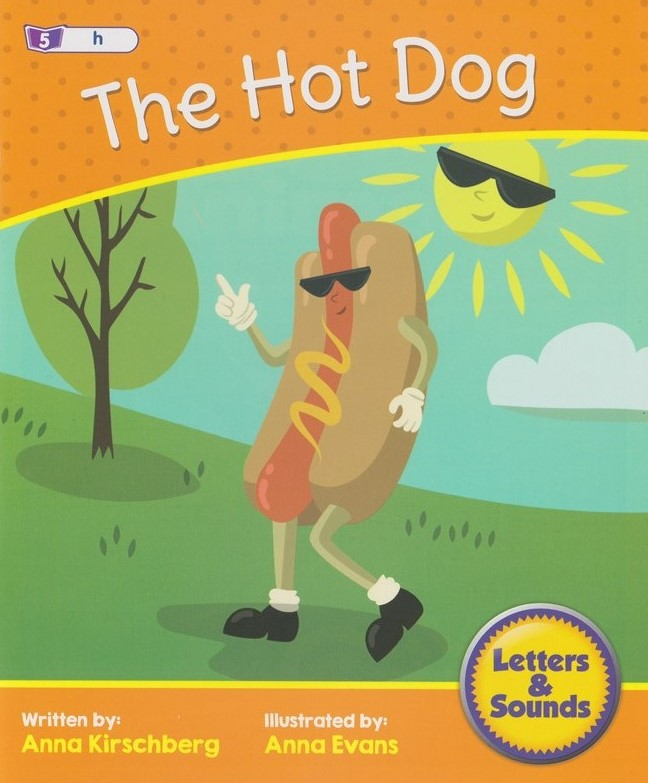 5 h
The Hot Dog
Letters
&
Sounds
Written by:
Anna Kirschberg
Illustrated by:
Anna Evans